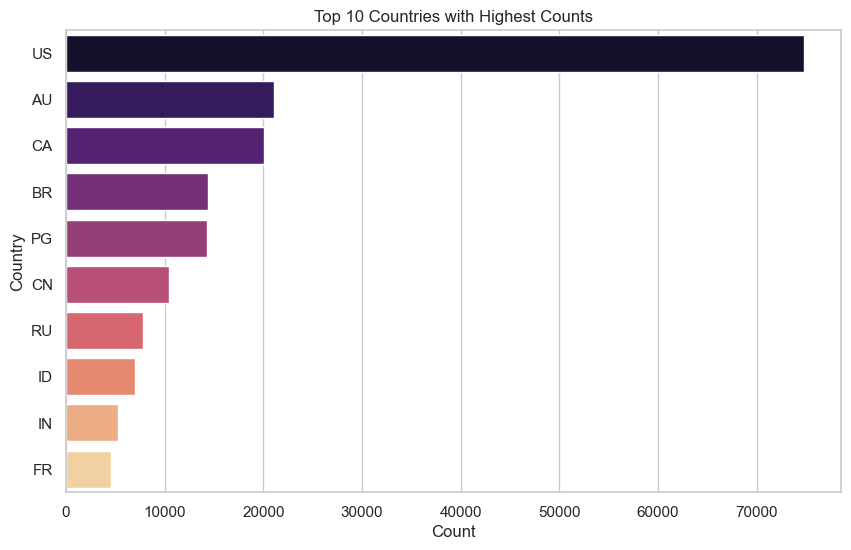 Top 10 Countries with Highest Counts
Country
US
AU
CA
BR
PG
CN
RU
ID
IN
FR
0 10000 20000 30000 40000 50000 60000 70000
Count